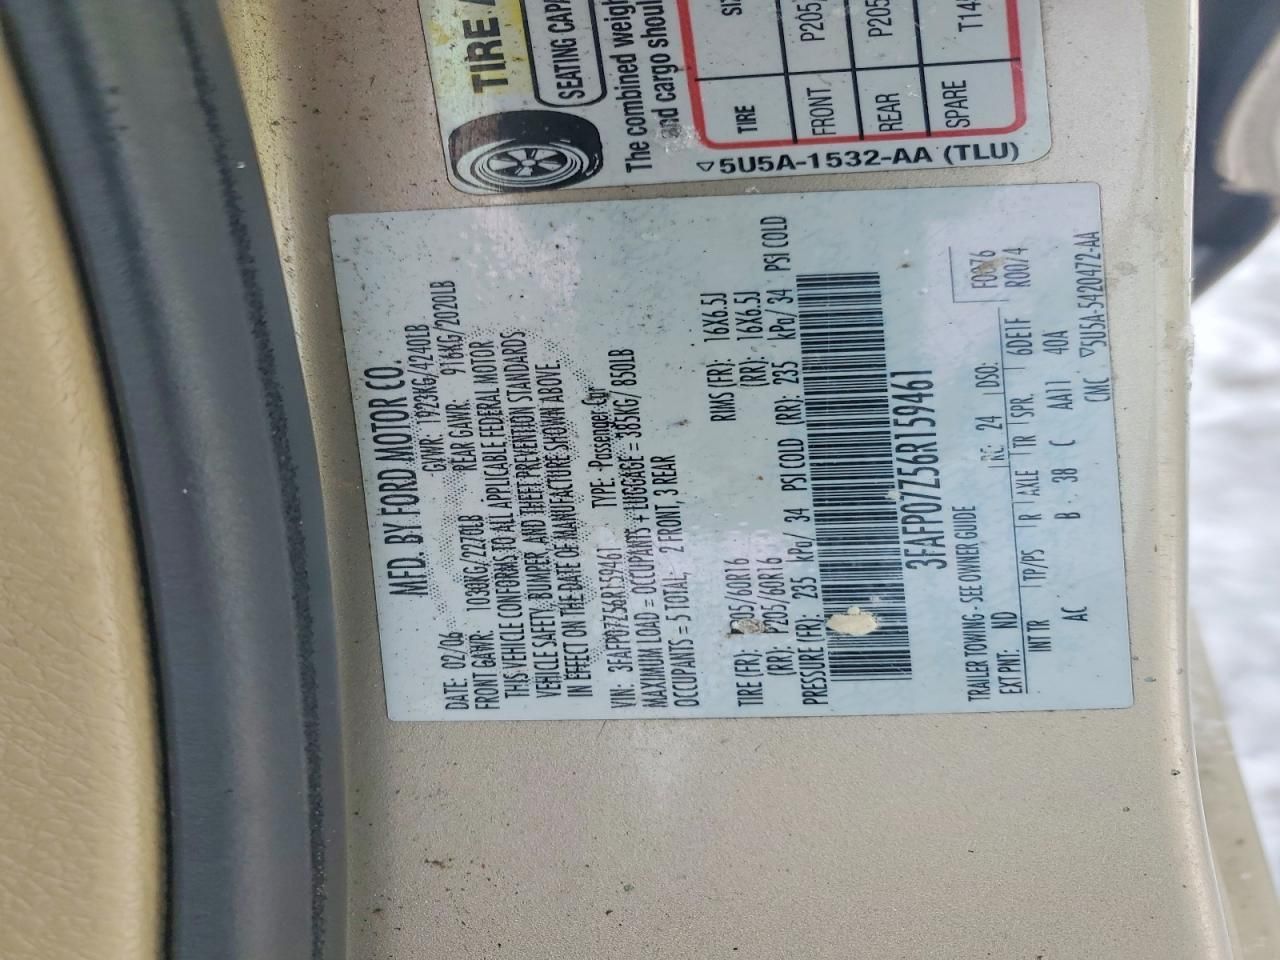 TIRE
SEATING CAP
The combined weigh
and cargo shoul
TIRE SI
FRONT P205
REAR P205
SPARE T14
5U5A-1532-AA (TLU)
MFD. BY FORD MOTOR CO.
DATE: 02/06 GVWR: 1923KG/4240LB
FRONT GAWR: 1030KG/2270LB REAR GAWR: 916KG/2020LB
THIS VEHICLE CONFORMS TO ALL APPLICABLE FEDERAL MOTOR
VEHICLE SAFETY, BUMPER, AND THEFT PREVENTION STANDARDS
IN EFFECT ON THE DATE OF MANUFACTURE SHOWN ABOVE.
VIN: 3FAFP07Z56R159461 TYPE: Passenger Car
MAXIMUM LOAD = OCCUPANTS + LUGGAGE = 385KG/ 850LB
OCCUPANTS = 5 TOTAL, 2 FRONT, 3 REAR
TIRE (FR): P205/60R16 RIMS (FR): 16X6.5J
(RR): P205/60R16 (RR): 16X6.5J
PRESSURE (FR): 235 kPa/ 34 PSI COLD (RR): 235 kPa/ 34 PSI COLD
3FAFP07Z56R159461
TRAILER TOWING - SEE OWNER GUIDE F0076
EXT PNT: ND RC: 24 DSO: R0074
INT TR TP/PS R AXLE TR SPR 6DETF
AC B 38 C AA11 40A
CMC 5U5A-5420472-AA